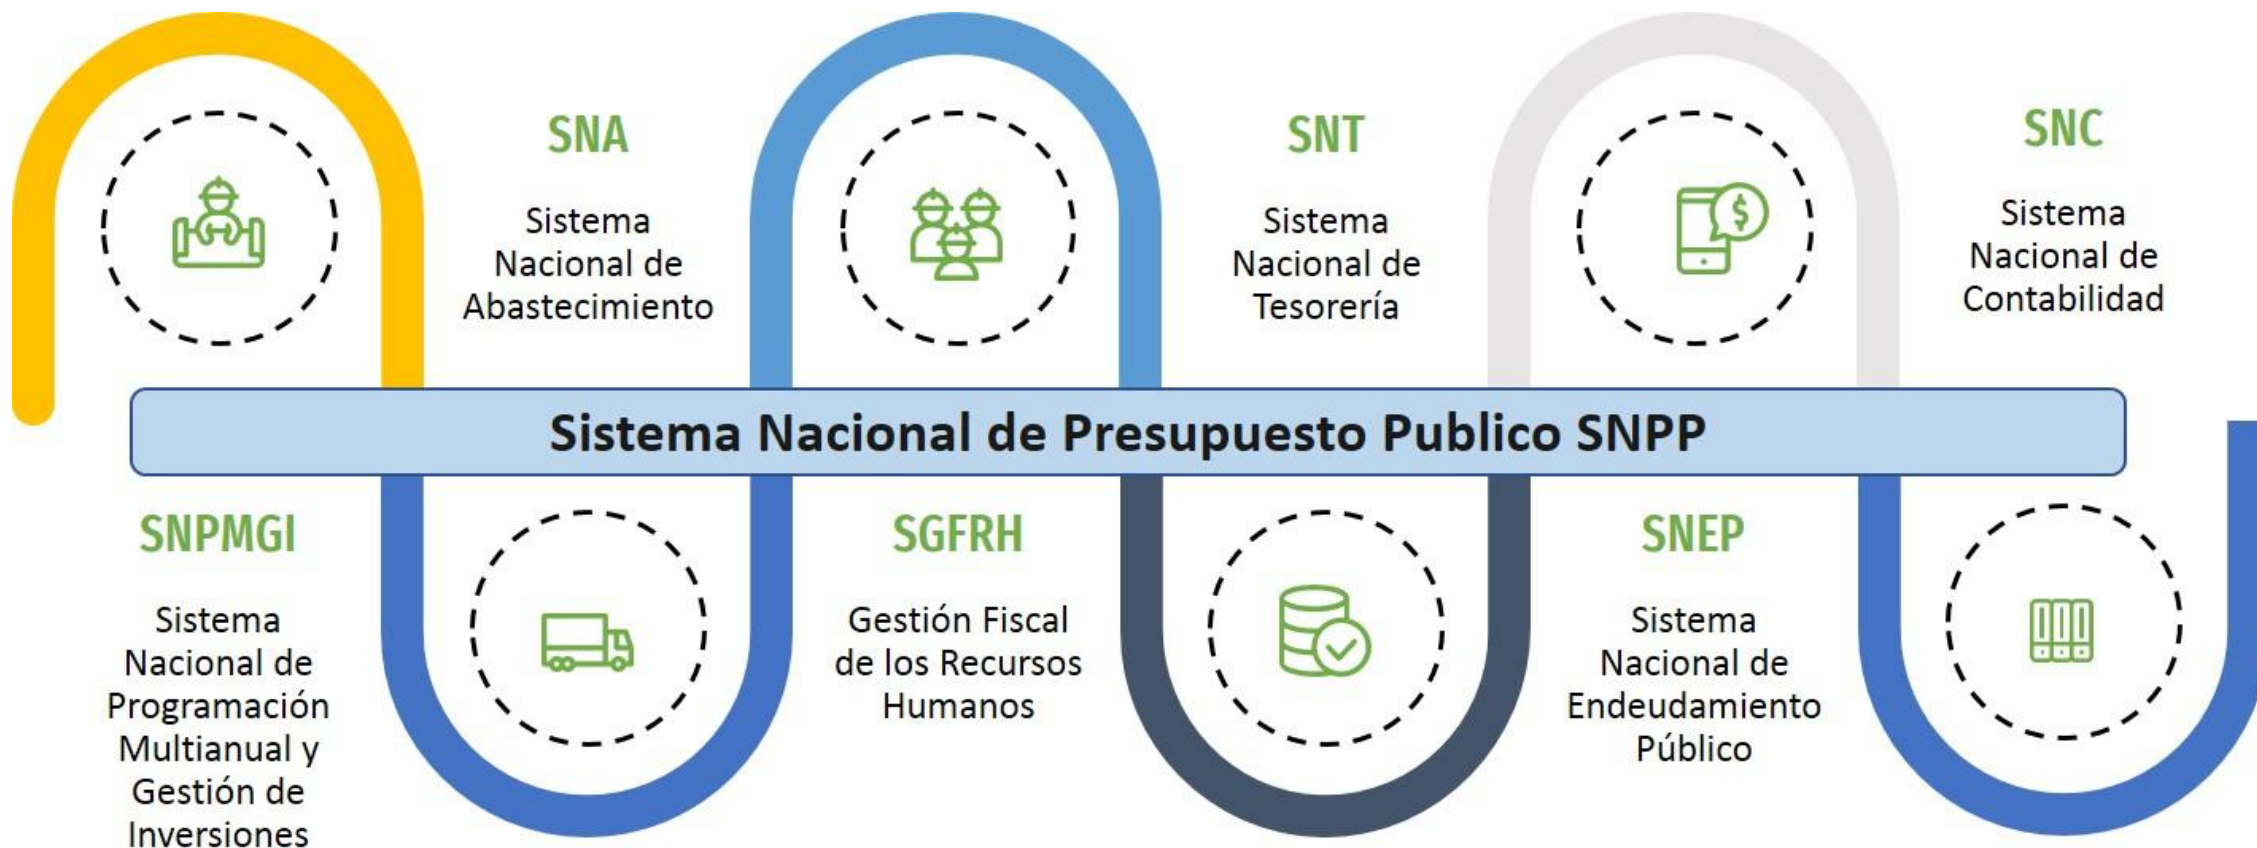 SNA
Sistema
Nacional de
Abastecimiento
SNT
Sistema
Nacional de
Tesorería
SNC
Sistema
Nacional de
Contabilidad
$
Sistema Nacional de Presupuesto Publico SNPP
SNPMGI
Sistema
Nacional de
Programación
Multianual y
Gestión de
Inversiones
SGFRH
Gestión Fiscal
de los Recursos
Humanos
SNEP
Sistema
Nacional de
Endeudamiento
Público